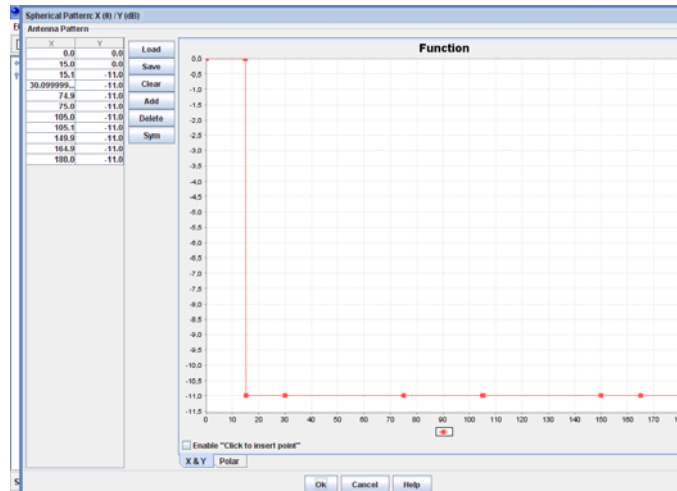 Spherical Pattern: X (θ) / Y (dB)
Antenna Pattern
X Y
0.0 0.0
15.0 0.0
15.1 -11.0
30.099999... -11.0
74.9 -11.0
75.0 -11.0
105.0 -11.0
105.1 -11.0
149.9 -11.0
164.9 -11.0
180.0 -11.0
Load
Save
Clear
Add
Delete
Sym
Function
0,0
-0,5
-1,0
-1,5
-2,0
-2,5
-3,0
-3,5
-4,0
-4,5
-5,0
-5,5
-6,0
-6,5
-7,0
-7,5
-8,0
-8,5
-9,0
-9,5
-10,0
-10,5
-11,0
-11,5
0 10 20 30 40 50 60 70 80 90 100 110 120 130 140 150 160 170
Enable "Click to insert point"
X & Y Polar
Ok Cancel Help